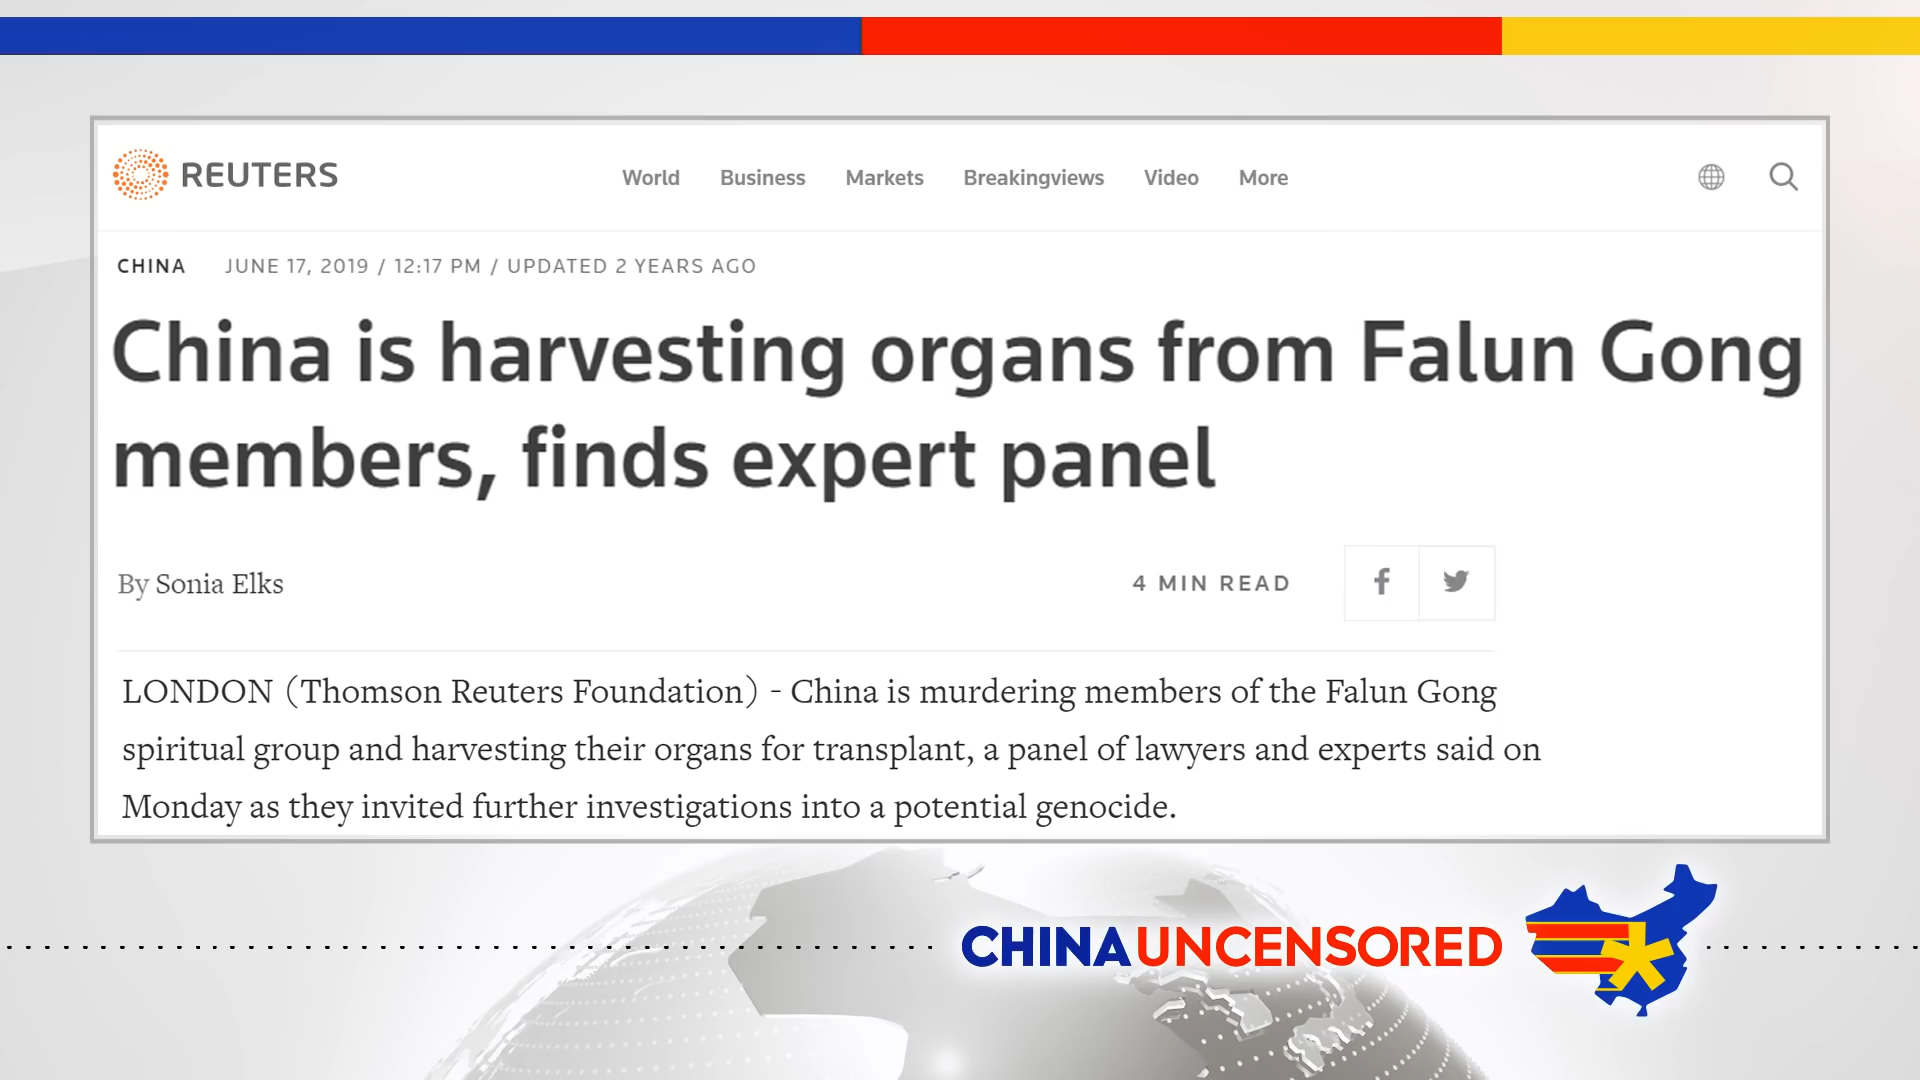 REUTERS World Business Markets Breakingviews Video More
CHINA JUNE 17, 2019 / 12:17 PM / UPDATED 2 YEARS AGO
China is harvesting organs from Falun Gong
members, finds expert panel
By Sonia Elks 4 MIN READ
LONDON (Thomson Reuters Foundation) - China is murdering members of the Falun Gong
spiritual group and harvesting their organs for transplant, a panel of lawyers and experts said on
Monday as they invited further investigations into a potential genocide.
CHINA UNCENSORED